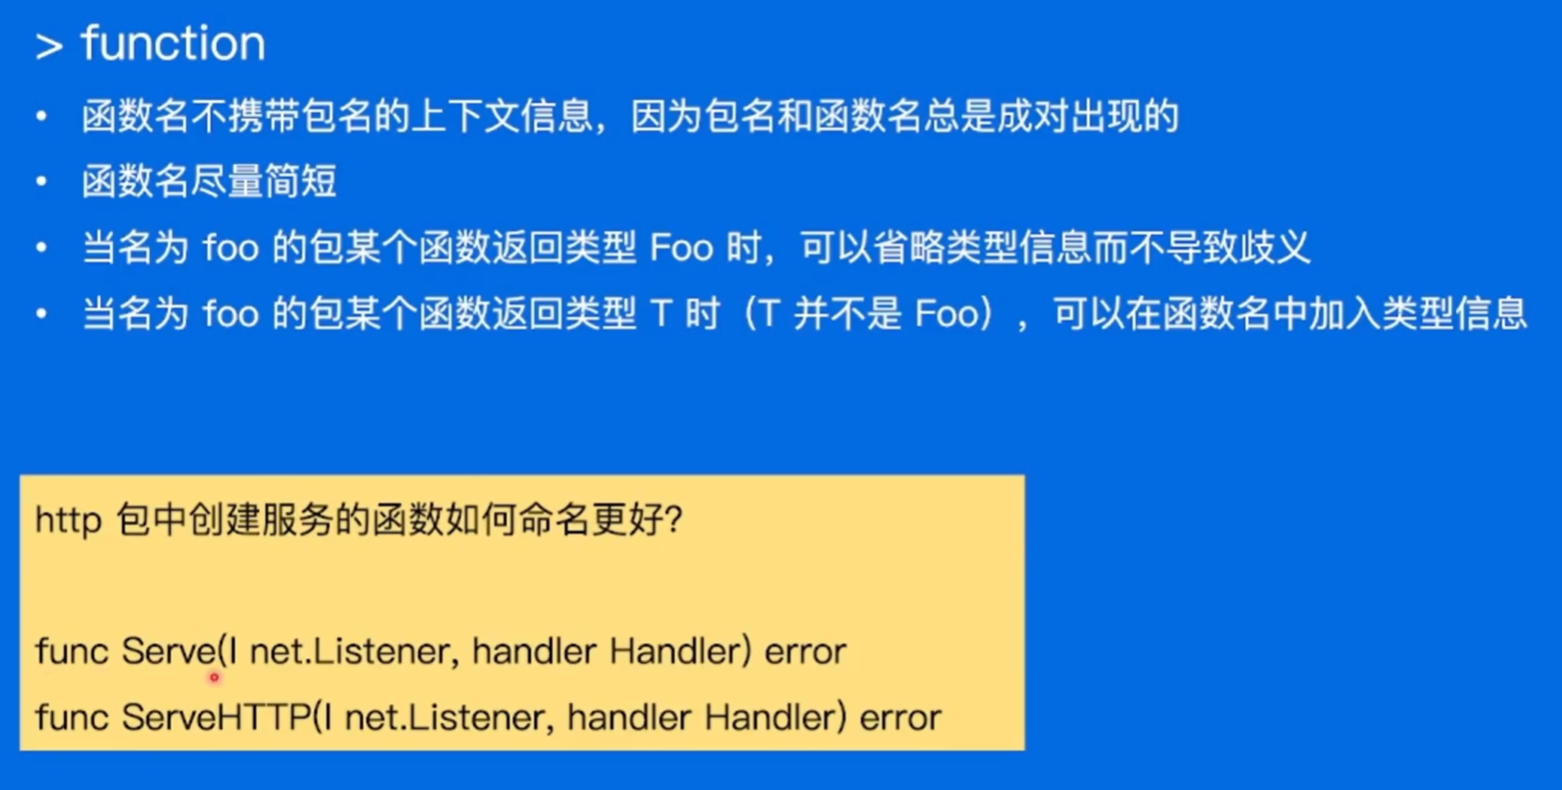 > function
• 函数名不携带包名的上下文信息，因为包名和函数名总是成对出现的
• 函数名尽量简短
• 当名为 foo 的包某个函数返回类型 Foo 时，可以省略类型信息而不导致歧义
• 当名为 foo 的包某个函数返回类型 T 时（T 并不是 Foo），可以在函数名中加入类型信息
http 包中创建服务的函数如何命名更好？
func Serve(l net.Listener, handler Handler) error
func ServeHTTP(l net.Listener, handler Handler) error